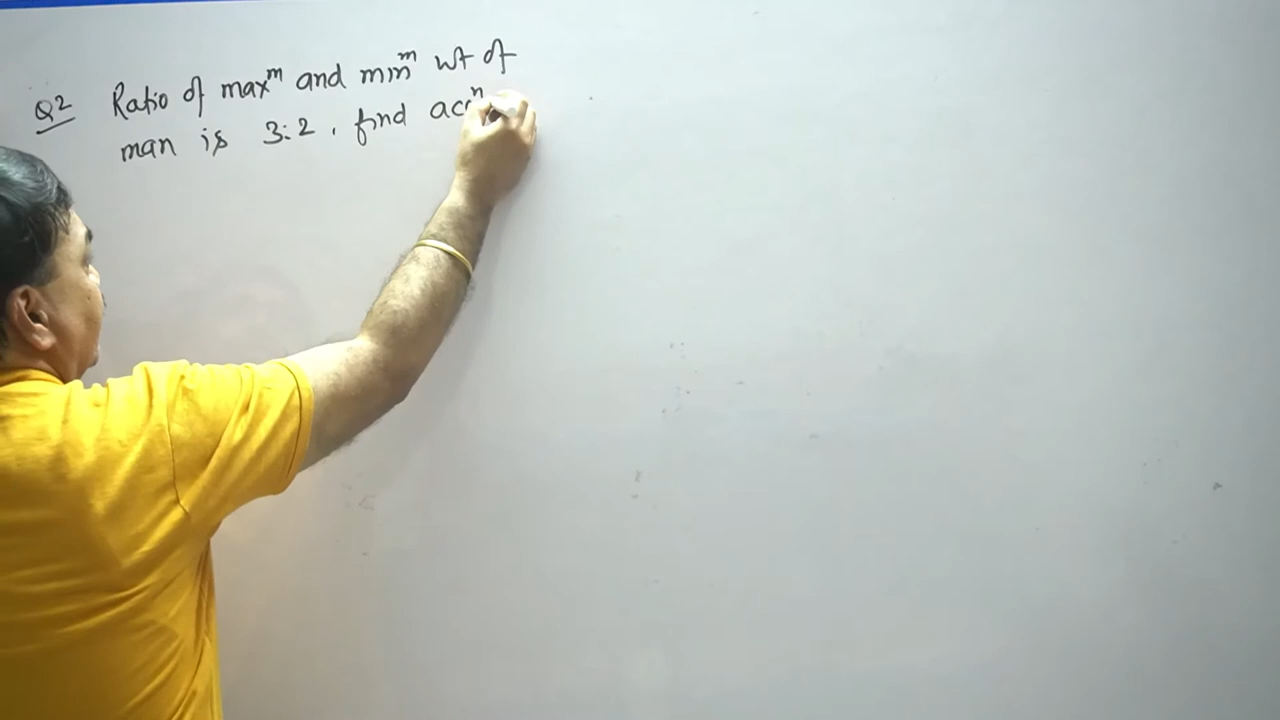 Q2 Ratio of max^m and min^m wt of
man is 3:2 , find acc^n